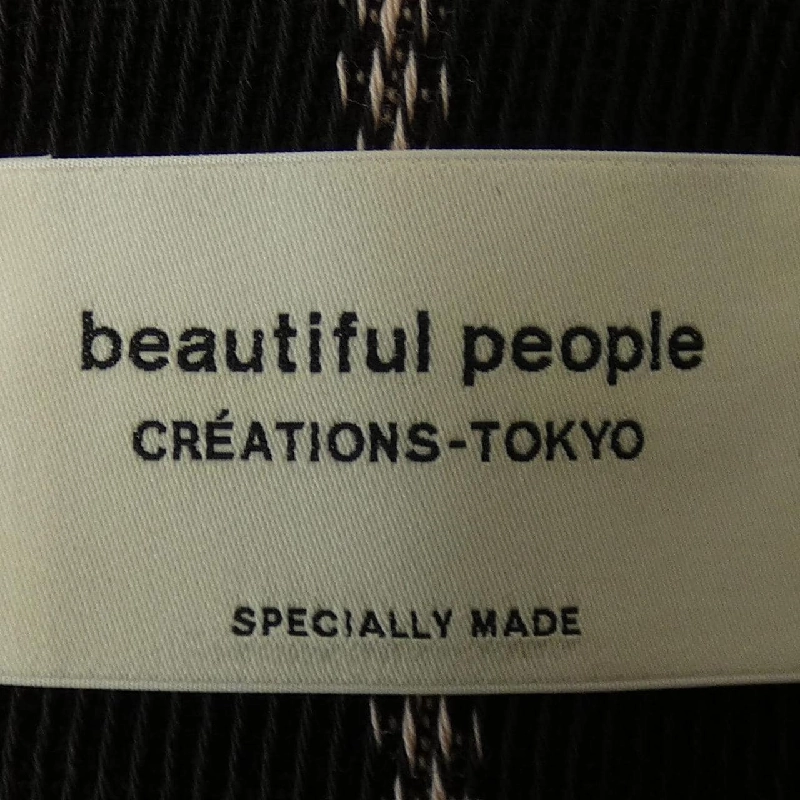 beautiful people
CRÉATIONS-TOKYO
SPECIALLY MADE